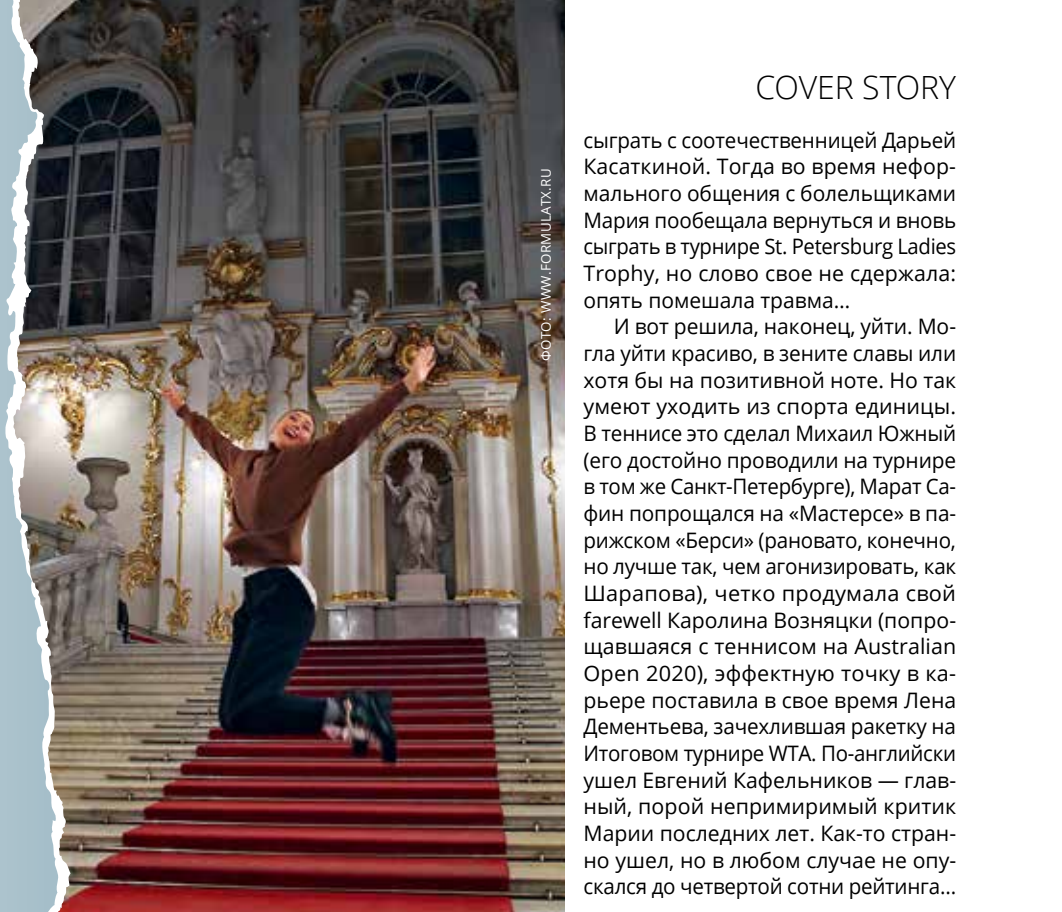 COVER STORY
ФОТО: WWW.FORMULATX.RU
сыграть с соотечественницей Дарьей
Касаткиной. Тогда во время нефор-
мального общения с болельщиками
Мария пообещала вернуться и вновь
сыграть в турнире St. Petersburg Ladies
Trophy, но слово свое не сдержала:
опять помешала травма...
И вот решила, наконец, уйти. Мо-
гла уйти красиво, в зените славы или
хотя бы на позитивной ноте. Но так
умеют уходить из спорта единицы.
В теннисе это сделал Михаил Южный
(его достойно проводили на турнире
в том же Санкт-Петербурге), Марат Са-
фин попрощался на «Мастерсе» в па-
рижском «Берси» (рановато, конечно,
но лучше так, чем агонизировать, как
Шарапова), четко продумала свой
farewell Каролина Возняцки (попро-
щавшаяся с теннисом на Australian
Open 2020), эффектную точку в ка-
рьере поставила в свое время Лена
Дементьева, зачехлившая ракетку на
Итоговом турнире WTA. По-английски
ушел Евгений Кафельников — глав-
ный, порой непримиримый критик
Марии последних лет. Как-то стран-
но ушел, но в любом случае не опу-
скался до четвертой сотни рейтинга...